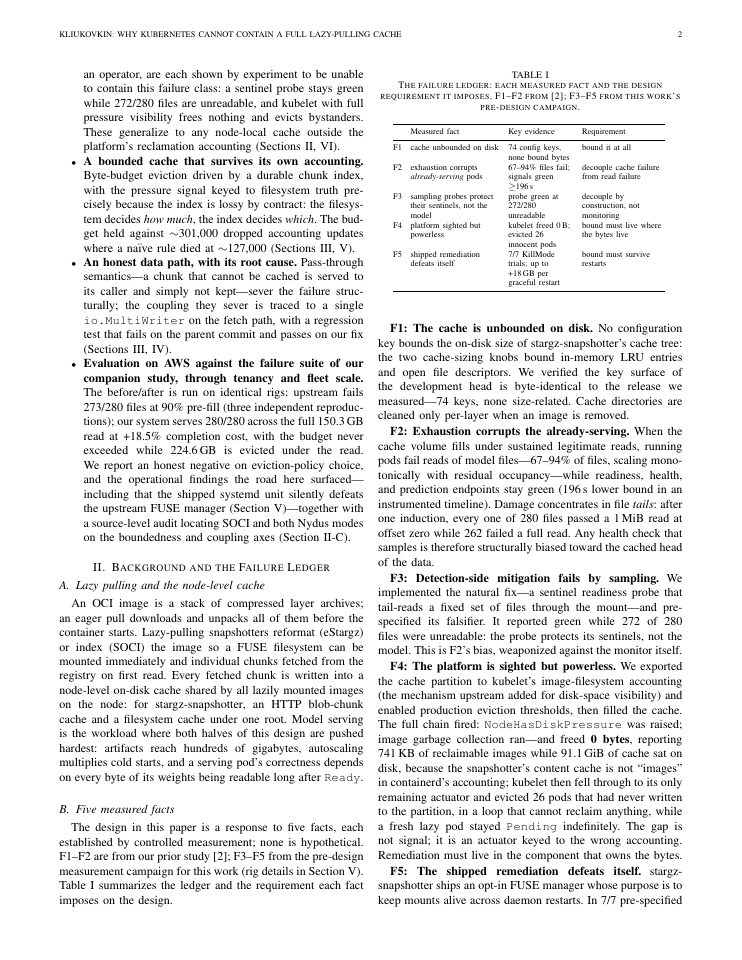 KLIUKOVKIN: WHY KUBERNETES CANNOT CONTAIN A FULL LAZY-PULLING CACHE
2
an operator, are each shown by experiment to be unable
to contain this failure class: a sentinel probe stays green
while 272/280 files are unreadable, and kubelet with full
pressure visibility frees nothing and evicts bystanders.
These generalize to any node-local cache outside the
platform's reclamation accounting (Sections II, VI).
• A bounded cache that survives its own accounting.
Byte-budget eviction driven by a durable chunk index,
with the pressure signal keyed to filesystem truth pre-
cisely because the index is lossy by contract: the filesys-
tem decides how much, the index decides which. The bud-
get held against ∼301,000 dropped accounting updates
where a naïve rule died at ∼127,000 (Sections III, V).
• An honest data path, with its root cause. Pass-through
semantics—a chunk that cannot be cached is served to
its caller and simply not kept—sever the failure struc-
turally; the coupling they sever is traced to a single
io.MultiWriter on the fetch path, with a regression
test that fails on the parent commit and passes on our fix
(Sections III, IV).
• Evaluation on AWS against the failure suite of our
companion study, through tenancy and fleet scale.
The before/after is run on identical rigs: upstream fails
273/280 files at 90% pre-fill (three independent reproduc-
tions); our system serves 280/280 across the full 150.3 GB
read at +18.5% completion cost, with the budget never
exceeded while 224.6 GB is evicted under the read.
We report an honest negative on eviction-policy choice,
and the operational findings the road here surfaced—
including that the shipped systemd unit silently defeats
the upstream FUSE manager (Section V)—together with
a source-level audit locating SOCI and both Nydus modes
on the boundedness and coupling axes (Section II-C).
II. BACKGROUND AND THE FAILURE LEDGER
A. Lazy pulling and the node-level cache
An OCI image is a stack of compressed layer archives;
an eager pull downloads and unpacks all of them before the
container starts. Lazy-pulling snapshotters reformat (eStargz)
or index (SOCI) the image so a FUSE filesystem can be
mounted immediately and individual chunks fetched from the
registry on first read. Every fetched chunk is written into a
node-level on-disk cache shared by all lazily mounted images
on the node: for stargz-snapshotter, an HTTP blob-chunk
cache and a filesystem cache under one root. Model serving
is the workload where both halves of this design are pushed
hardest: artifacts reach hundreds of gigabytes, autoscaling
multiplies cold starts, and a serving pod's correctness depends
on every byte of its weights being readable long after Ready.
B. Five measured facts
The design in this paper is a response to five facts, each
established by controlled measurement; none is hypothetical.
F1–F2 are from our prior study [2]; F3–F5 from the pre-design
measurement campaign for this work (rig details in Section V).
Table I summarizes the ledger and the requirement each fact
imposes on the design.
TABLE I
THE FAILURE LEDGER: EACH MEASURED FACT AND THE DESIGN
REQUIREMENT IT IMPOSES. F1–F2 FROM [2]; F3–F5 FROM THIS WORK'S
PRE-DESIGN CAMPAIGN.
Measured fact Key evidence Requirement
F1 cache unbounded on disk 74 config keys, bound it at all
none bound bytes
F2 exhaustion corrupts 67–94% files fail; decouple cache failure
already-serving pods signals green from read failure
≥196 s
F3 sampling probes protect probe green at decouple by
their sentinels, not the 272/280 construction, not
model unreadable monitoring
F4 platform sighted but kubelet freed 0 B; bound must live where
powerless evicted 26 the bytes live
innocent pods
F5 shipped remediation 7/7 KillMode bound must survive
defeats itself trials; up to restarts
+18 GB per
graceful restart
F1: The cache is unbounded on disk. No configuration
key bounds the on-disk size of stargz-snapshotter's cache tree:
the two cache-sizing knobs bound in-memory LRU entries
and open file descriptors. We verified the key surface of
the development head is byte-identical to the release we
measured—74 keys, none size-related. Cache directories are
cleaned only per-layer when an image is removed.
F2: Exhaustion corrupts the already-serving. When the
cache volume fills under sustained legitimate reads, running
pods fail reads of model files—67–94% of files, scaling mono-
tonically with residual occupancy—while readiness, health,
and prediction endpoints stay green (196 s lower bound in an
instrumented timeline). Damage concentrates in file tails: after
one induction, every one of 280 files passed a 1 MiB read at
offset zero while 262 failed a full read. Any health check that
samples is therefore structurally biased toward the cached head
of the data.
F3: Detection-side mitigation fails by sampling. We
implemented the natural fix—a sentinel readiness probe that
tail-reads a fixed set of files through the mount—and pre-
specified its falsifier. It reported green while 272 of 280
files were unreadable: the probe protects its sentinels, not the
model. This is F2's bias, weaponized against the monitor itself.
F4: The platform is sighted but powerless. We exported
the cache partition to kubelet's image-filesystem accounting
(the mechanism upstream added for disk-space visibility) and
enabled production eviction thresholds, then filled the cache.
The full chain fired: NodeHasDiskPressure was raised;
image garbage collection ran—and freed 0 bytes, reporting
741 KB of reclaimable images while 91.1 GiB of cache sat on
disk, because the snapshotter's content cache is not “images”
in containerd's accounting; kubelet then fell through to its only
remaining actuator and evicted 26 pods that had never written
to the partition, in a loop that cannot reclaim anything, while
a fresh lazy pod stayed Pending indefinitely. The gap is
not signal; it is an actuator keyed to the wrong accounting.
Remediation must live in the component that owns the bytes.
F5: The shipped remediation defeats itself. stargz-
snapshotter ships an opt-in FUSE manager whose purpose is to
keep mounts alive across daemon restarts. In 7/7 pre-specified